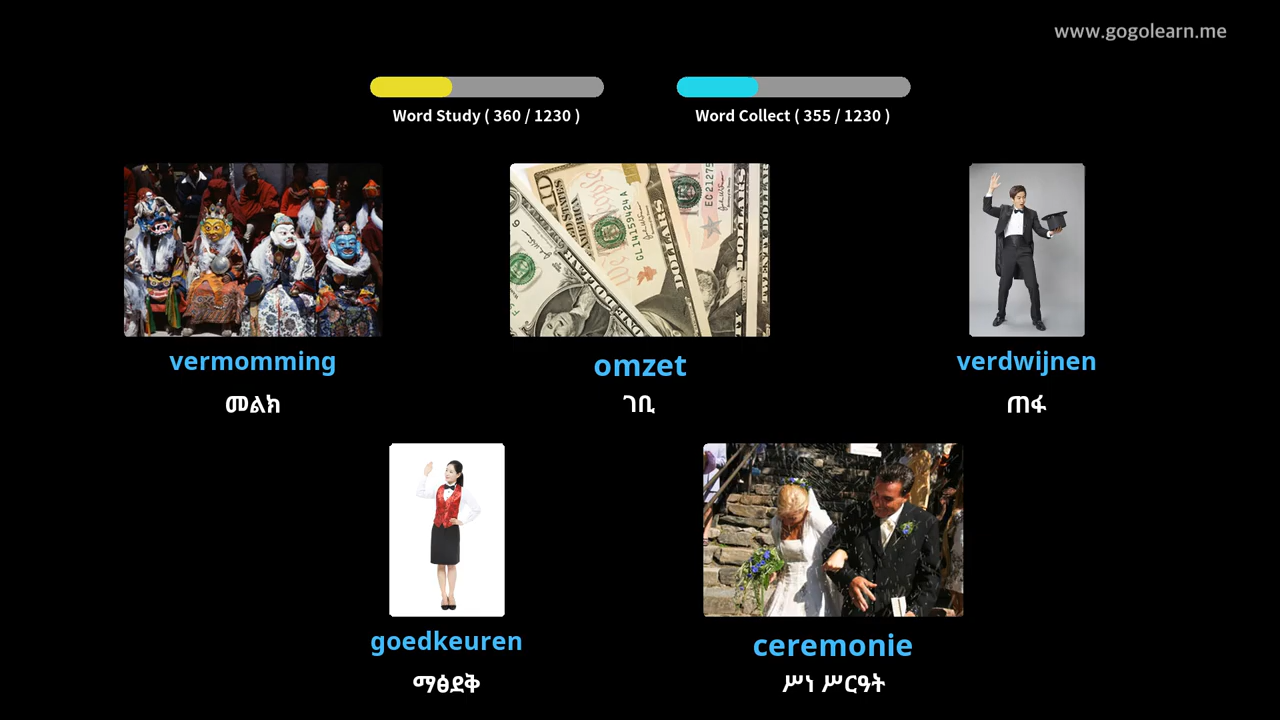 www.gogolearn.me
Word Study ( 360 / 1230 )
Word Collect ( 355 / 1230 )
vermomming
omzet
verdwijnen
መልክ
ገቢ
ጠፋ
goedkeuren
ceremonie
ማፅደቅ
ሥነ ሥርዓት